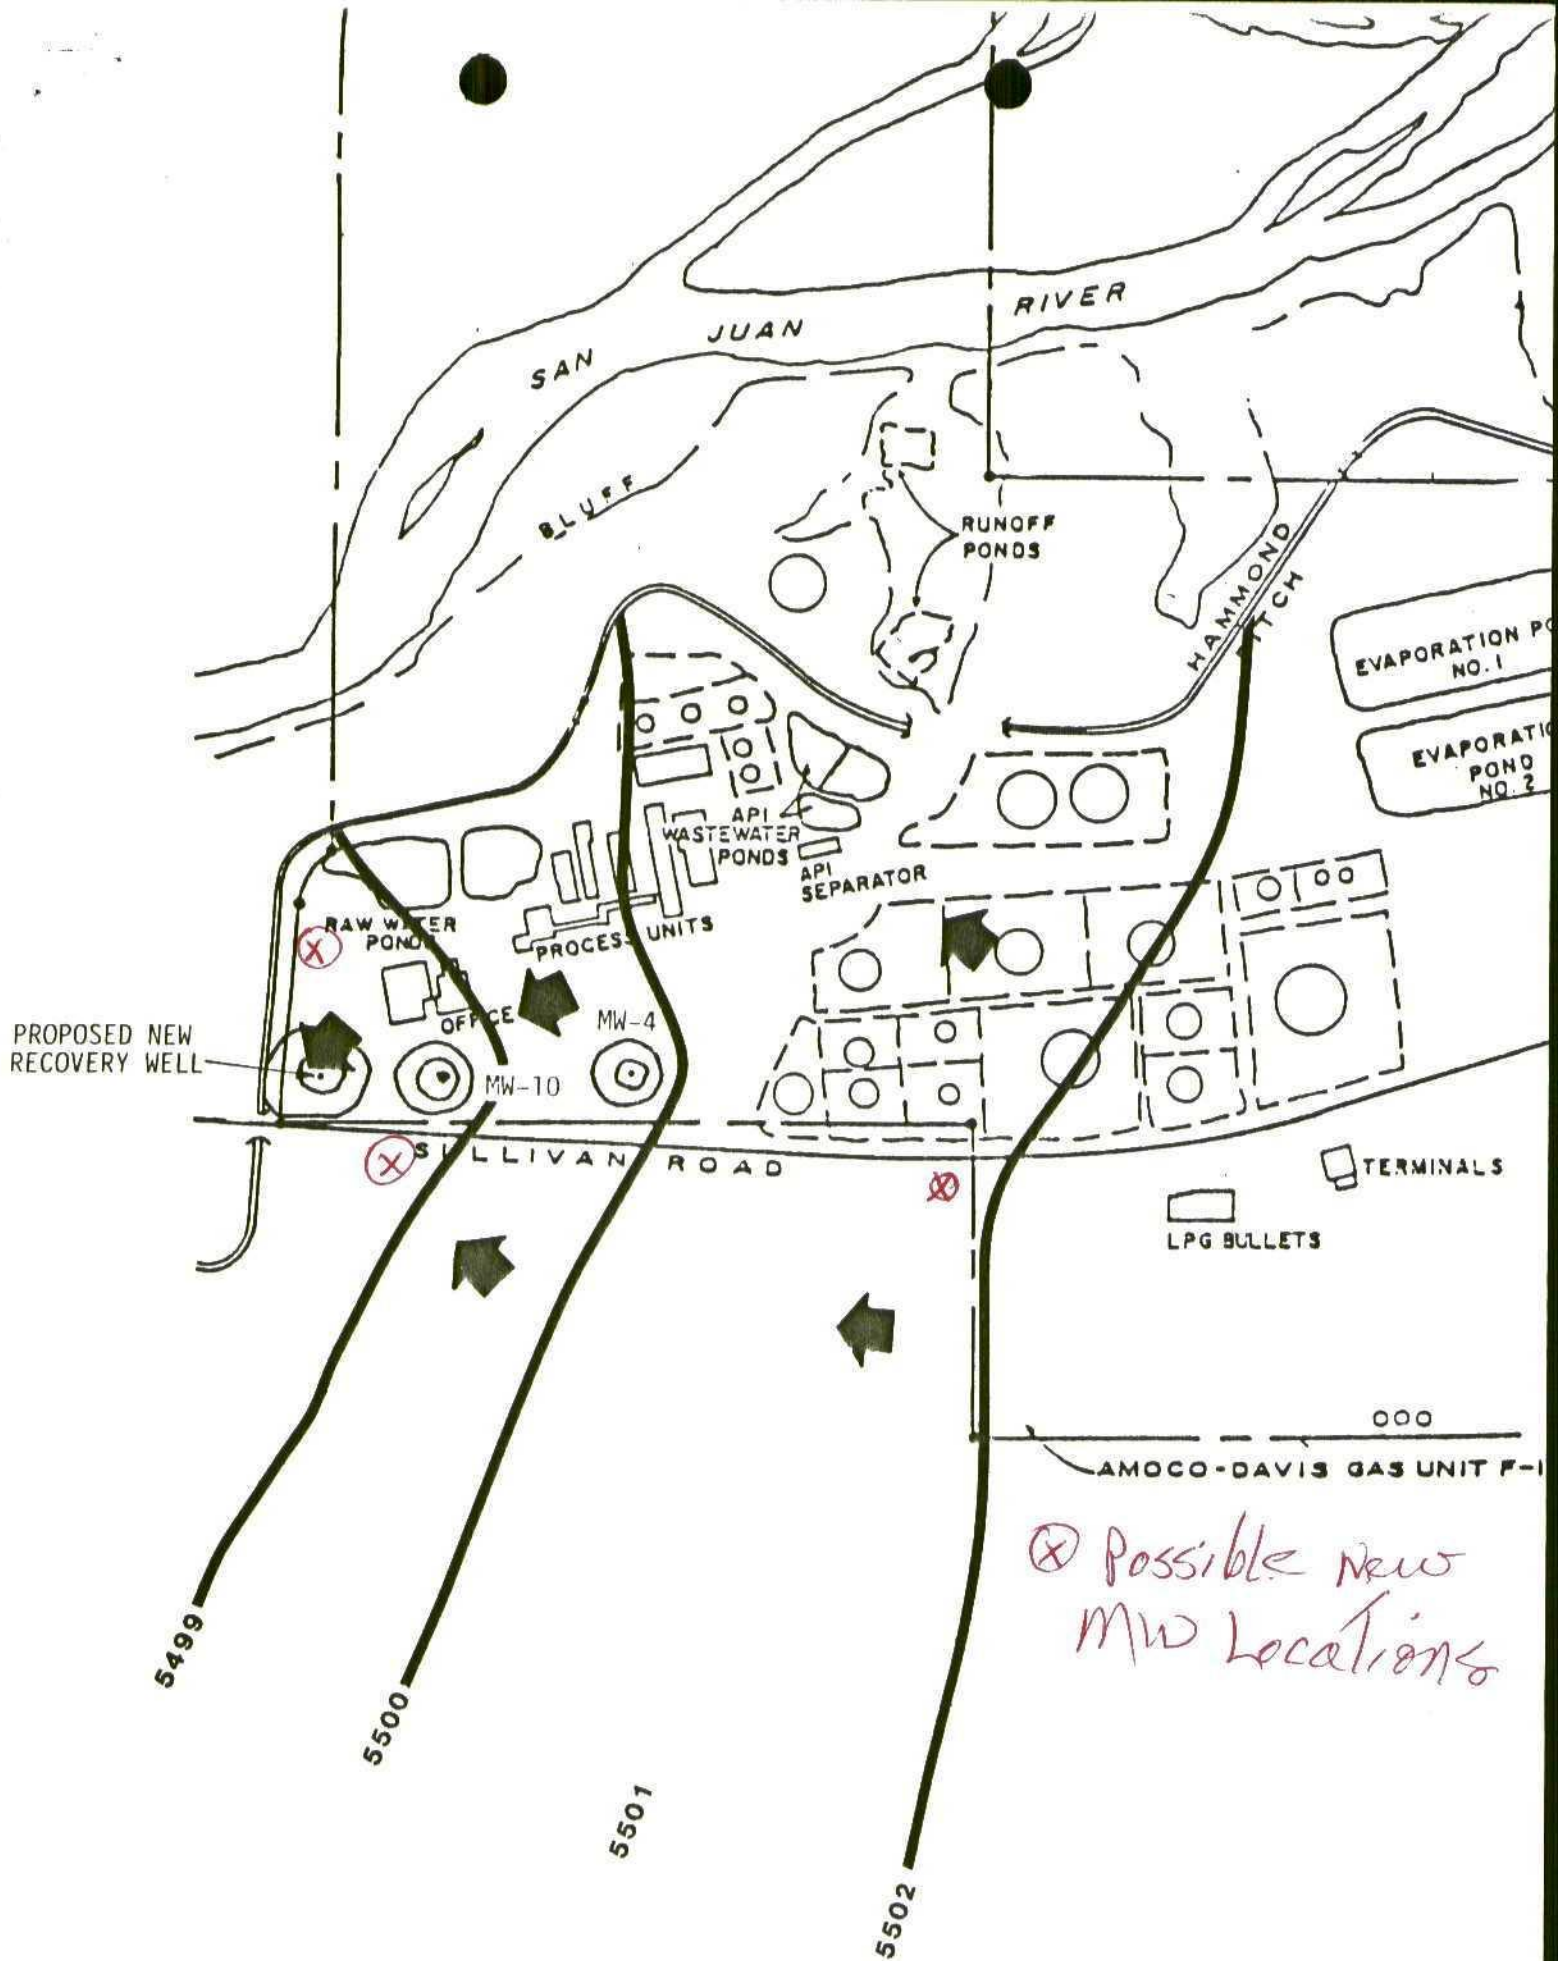 SAN JUAN RIVER
BLUFF
RUNOFF
PONDS
HAMMOND
DITCH
EVAPORATION PO
NO. 1
EVAPORATIO
POND
NO. 2
API
WASTEWATER
PONDS
API
SEPARATOR
RAW WATER
POND
PROCESS UNITS
OFFICE
MW-4
PROPOSED NEW
RECOVERY WELL
MW-10
SULLIVAN ROAD
TERMINALS
LPG BULLETS
AMOCO-DAVIS GAS UNIT F-1
X Possible New
MW Locations
5499
5500
5501
5502